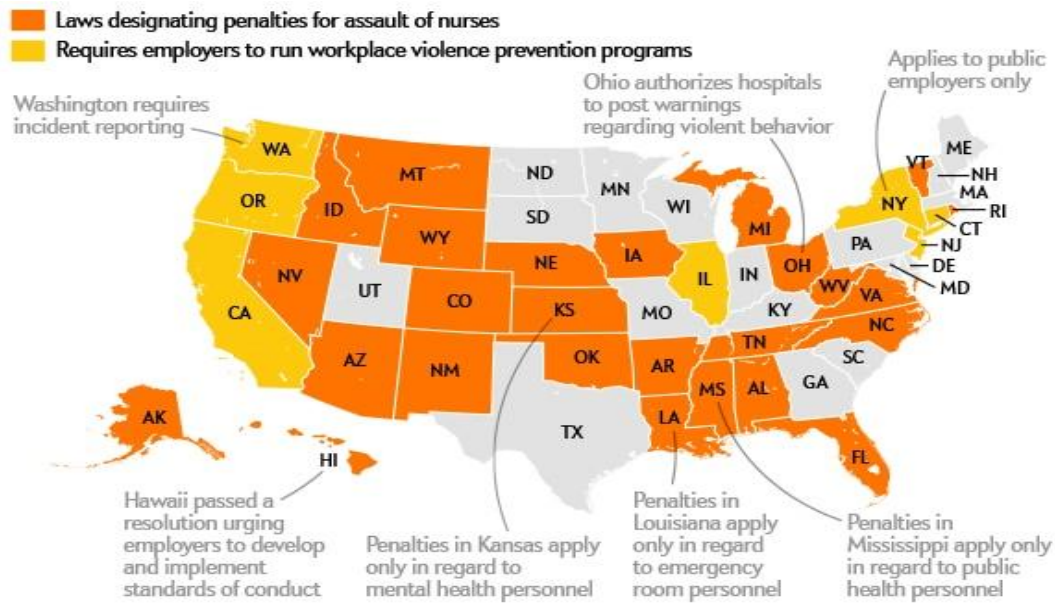 Laws designating penalties for assault of nurses
Requires employers to run workplace violence prevention programs
Washington requires
incident reporting
Ohio authorizes hospitals
to post warnings
regarding violent behavior
Applies to public
employers only
WA
OR
CA
ID
NV
MT
WY
UT
AZ
CO
NM
ND
SD
NE
KS
OK
TX
MN
IA
MO
AR
LA
WI
IL
MI
IN
OH
KY
TN
MS
AL
GA
FL
SC
NC
VA
WV
PA
NY
VT
ME
NH
MA
RI
CT
NJ
DE
MD
AK
HI
Hawaii passed a
resolution urging
employers to develop
and implement
standards of conduct
Penalties in Kansas apply
only in regard to
mental health personnel
Penalties in
Louisiana apply
only in regard
to emergency
room personnel
Penalties in
Mississippi apply only
in regard to public
health personnel